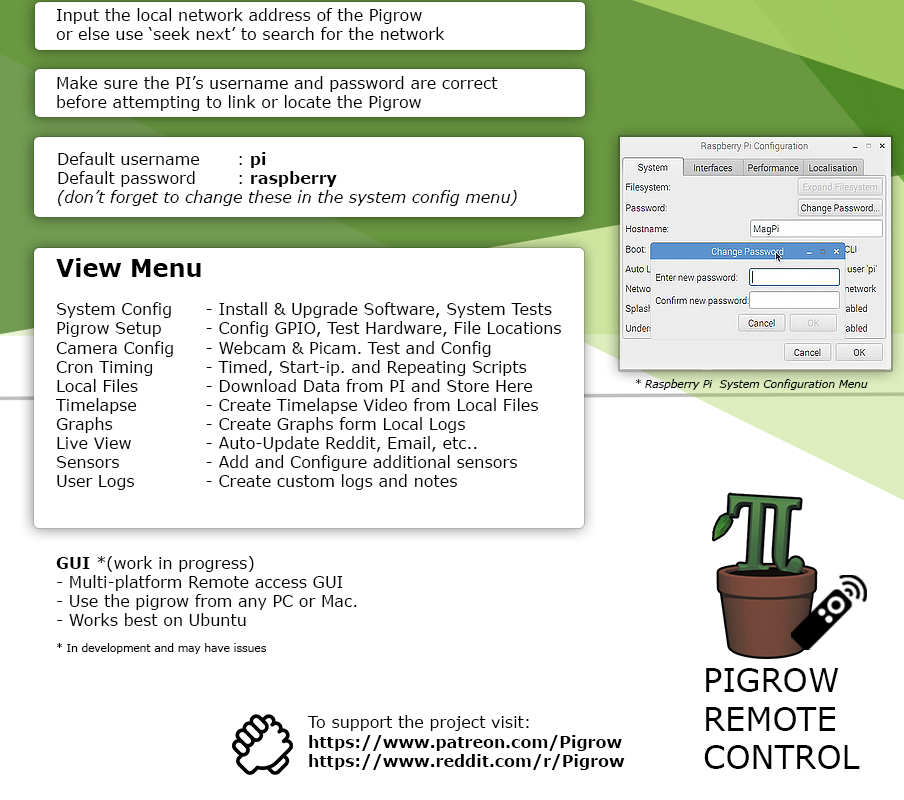 Input the local network address of the Pigrow
or else use ‘seek next’ to search for the network
Make sure the PI’s username and password are correct
before attempting to link or locate the Pigrow
Default username : pi
Default password : raspberry
(don’t forget to change these in the system config menu)
View Menu
System Config - Install & Upgrade Software, System Tests
Pigrow Setup - Config GPIO, Test Hardware, File Locations
Camera Config - Webcam & Picam. Test and Config
Cron Timing - Timed, Start-ip. and Repeating Scripts
Local Files - Download Data from PI and Store Here
Timelapse - Create Timelapse Video from Local Files
Graphs - Create Graphs form Local Logs
Live View - Auto-Update Reddit, Email, etc..
Sensors - Add and Configure additional sensors
User Logs - Create custom logs and notes
GUI *(work in progress)
- Multi-platform Remote access GUI
- Use the pigrow from any PC or Mac.
- Works best on Ubuntu
* In development and may have issues
To support the project visit:
https://www.patreon.com/Pigrow
https://www.reddit.com/r/Pigrow
Raspberry Pi Configuration
System Interfaces Performance Localisation
Filesystem: Expand Filesystem
Password: Change Password...
Hostname: MagPi
Boot: CLI
Change Password
Auto L user 'pi'
Enter new password:
Netwo network
Confirm new password:
Splash abled
Cancel OK
Unders abled
Cancel OK
* Raspberry Pi System Configuration Menu
PIGROW
REMOTE
CONTROL